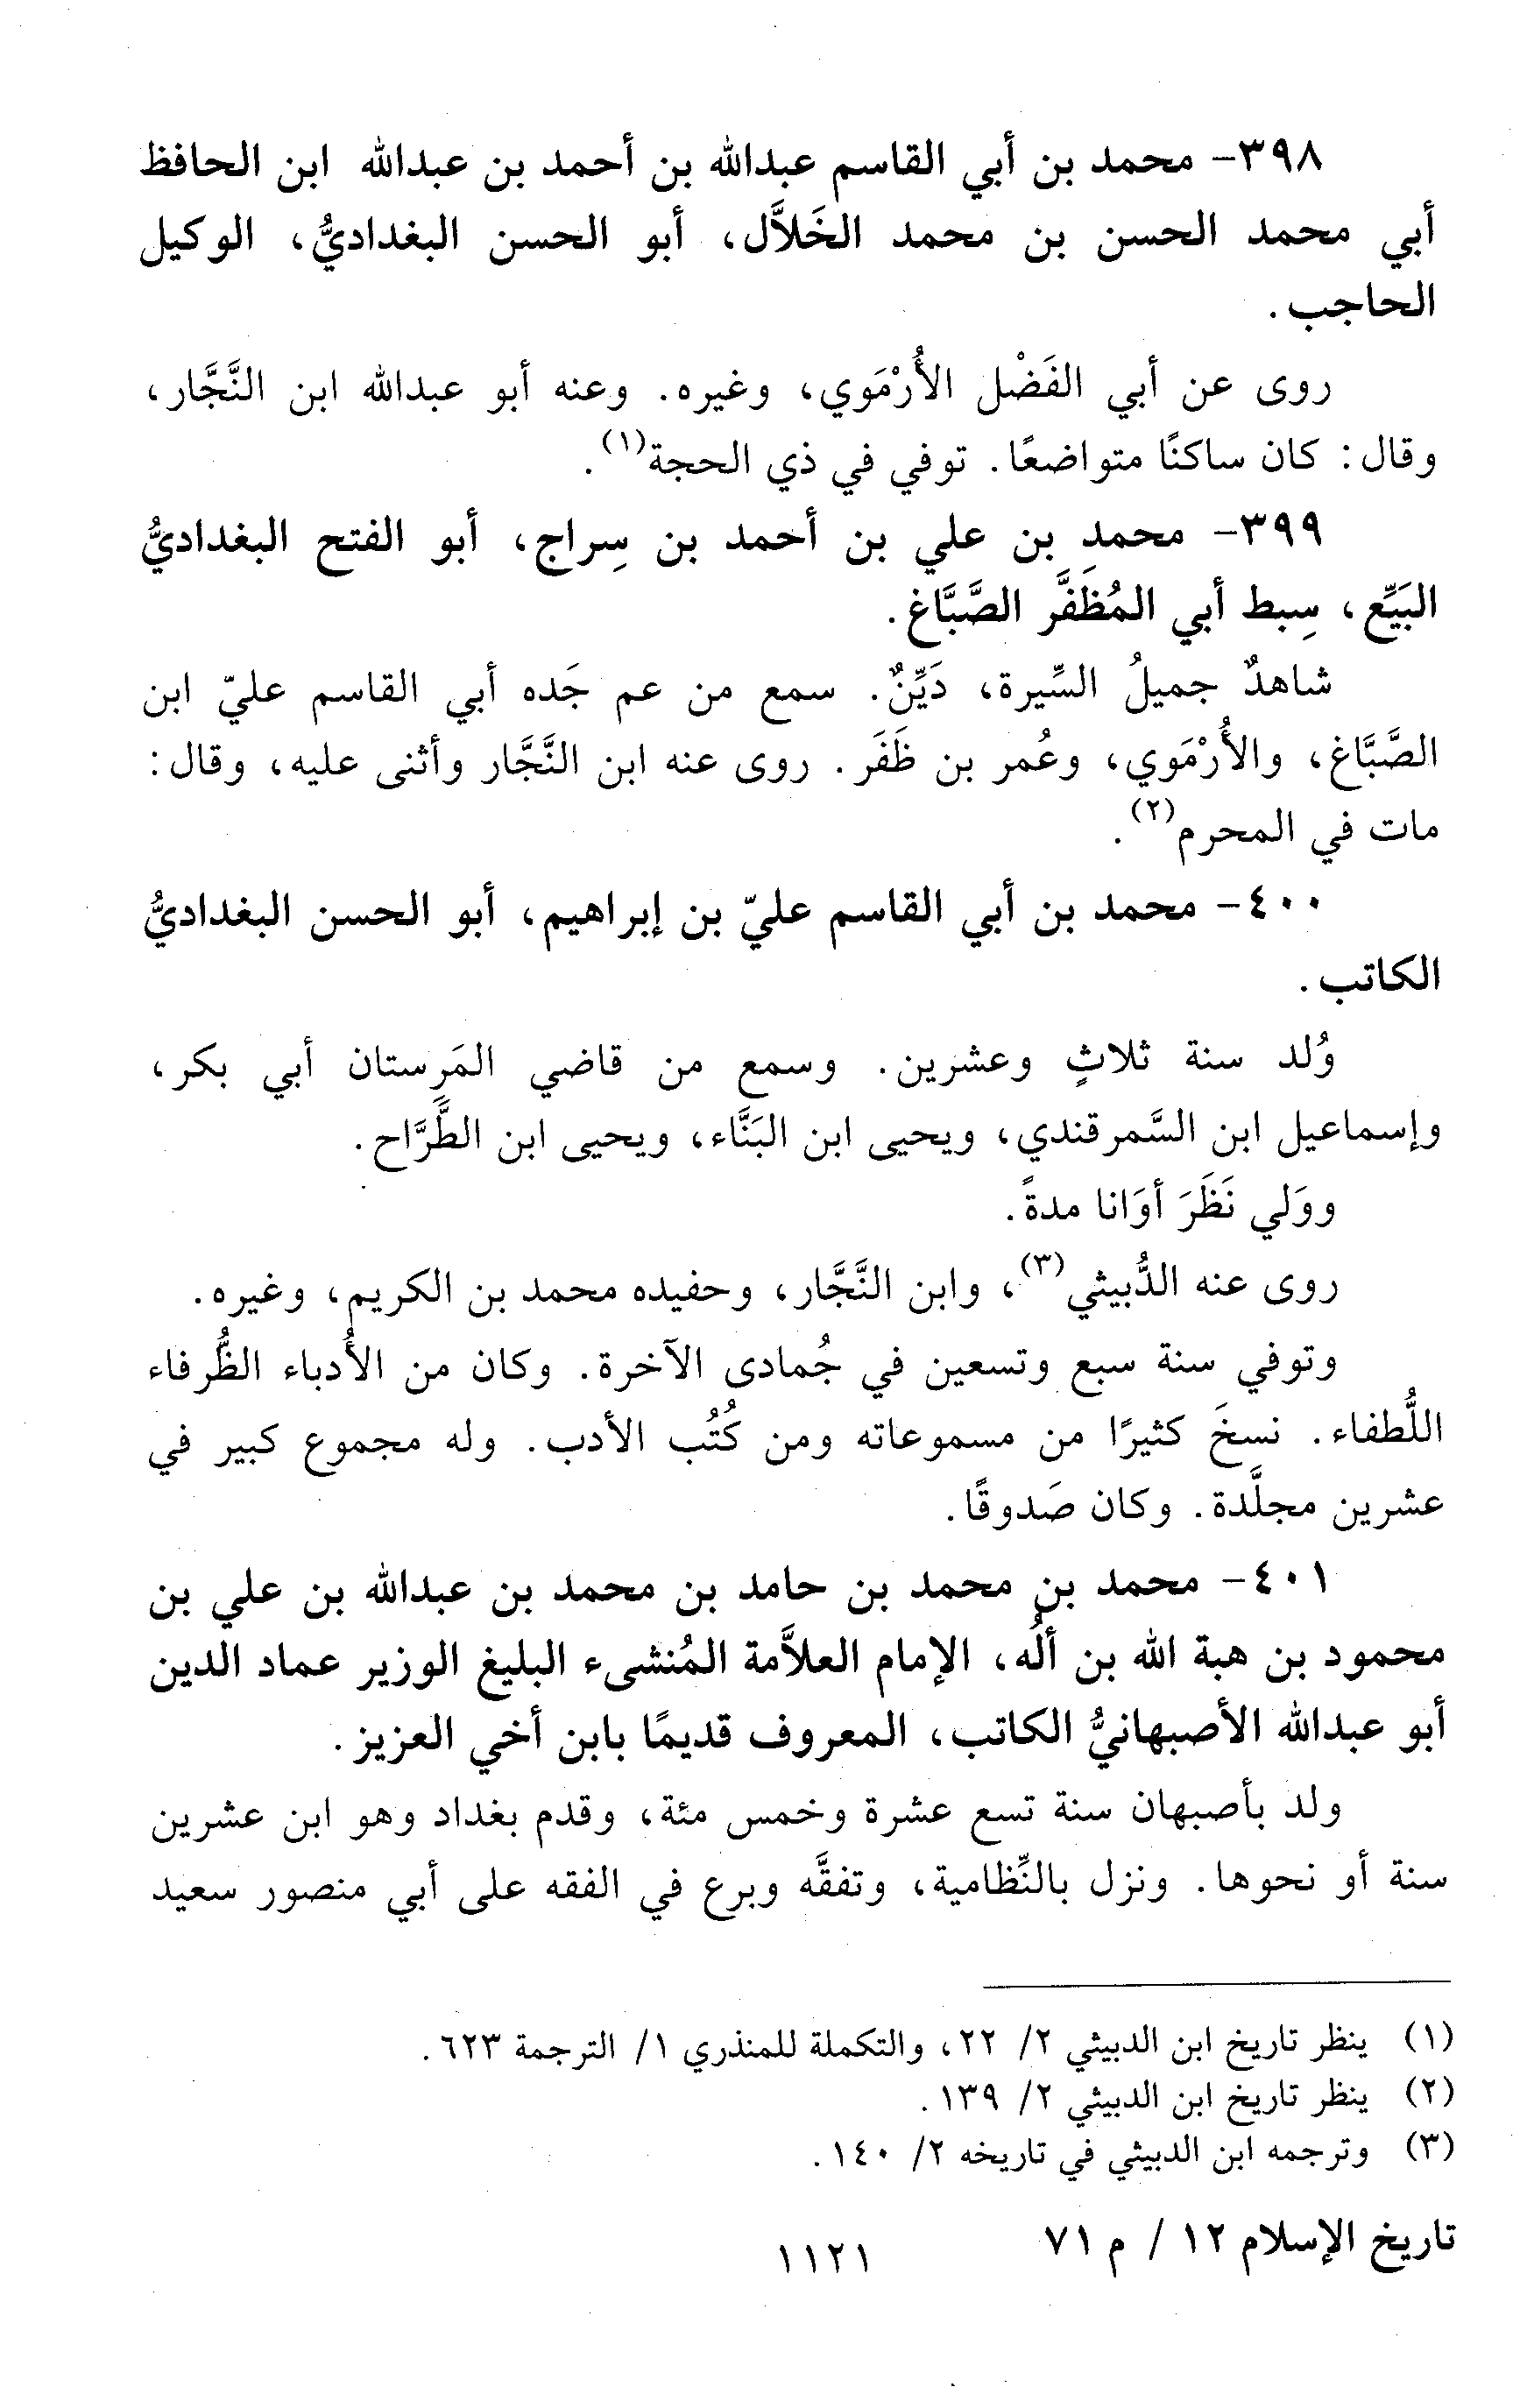 ٣٩٨- محمد بن أبي القاسم عبدالله بن أحمد بن عبدالله ابن الحافظ
أبي محمد الحسن بن محمد الخَلاَّل، أبو الحسن البغداديُّ، الوكيل
الحاجب.
روى عن أبي الفَضْل الأُرْمَوي، وغيره. وعنه أبو عبدالله ابن النَّجَّار،
وقال: كان ساكنًا متواضعًا. توفي في ذي الحجة(١).
٣٩٩- محمد بن علي بن أحمد بن سِراج، أبو الفتح البغداديُّ
البَيِّع، سِبط أبي المُظَفَّر الصَّبَّاغ.
شاهدٌ جميلُ السِّيرة، دَيِّنٌ. سمع من عم جَده أبي القاسم عليّ ابن
الصَّبَّاغ، والأُرْمَوي، وعُمر بن ظَفَر. روى عنه ابن النَّجَّار وأثنى عليه، وقال:
مات في المحرم(٢).
٤٠٠- محمد بن أبي القاسم عليّ بن إبراهيم، أبو الحسن البغداديُّ
الكاتب.
وُلد سنة ثلاثٍ وعشرين. وسمع من قاضي المَرِستان أبي بكر،
وإسماعيل ابن السَّمرقندي، ويحيى ابن البَنَّاء، ويحيى ابن الطَّرَّاح.
ووَلي نَظَرَ أوَانا مدةً.
روى عنه الدُّبيثي(٣)، وابن النَّجَّار، وحفيده محمد بن الكريم، وغيره.
وتوفي سنة سبع وتسعين في جُمادى الآخرة. وكان من الأُدباء الظُّرفاء
اللُّطفاء. نسخَ كثيرًا من مسموعاته ومن كُتُب الأدب. وله مجموع كبير في
عشرين مجلَّدة. وكان صَدوقًا.
٤٠١- محمد بن محمد بن حامد بن محمد بن عبدالله بن علي بن
محمود بن هبة الله بن ألُه، الإمام العلاَّمة المُنشىء البليغ الوزير عماد الدين
أبو عبدالله الأصبهانيُّ الكاتب، المعروف قديمًا بابن أخي العزيز.
ولد بأصبهان سنة تسع عشرة وخمس مئة، وقدم بغداد وهو ابن عشرين
سنة أو نحوها. ونزل بالنِّظامية، وتفقَّه وبرع في الفقه على أبي منصور سعيد
(١) ينظر تاريخ ابن الدبيثي ٢/ ٢٢، والتكملة للمنذري ١/ الترجمة ٦٢٣.
(٢) ينظر تاريخ ابن الدبيثي ٢/ ١٣٩.
(٣) وترجمه ابن الدبيثي في تاريخه ٢/ ١٤٠.
تاريخ الإسلام ١٢ / م ٧١
١١٢١